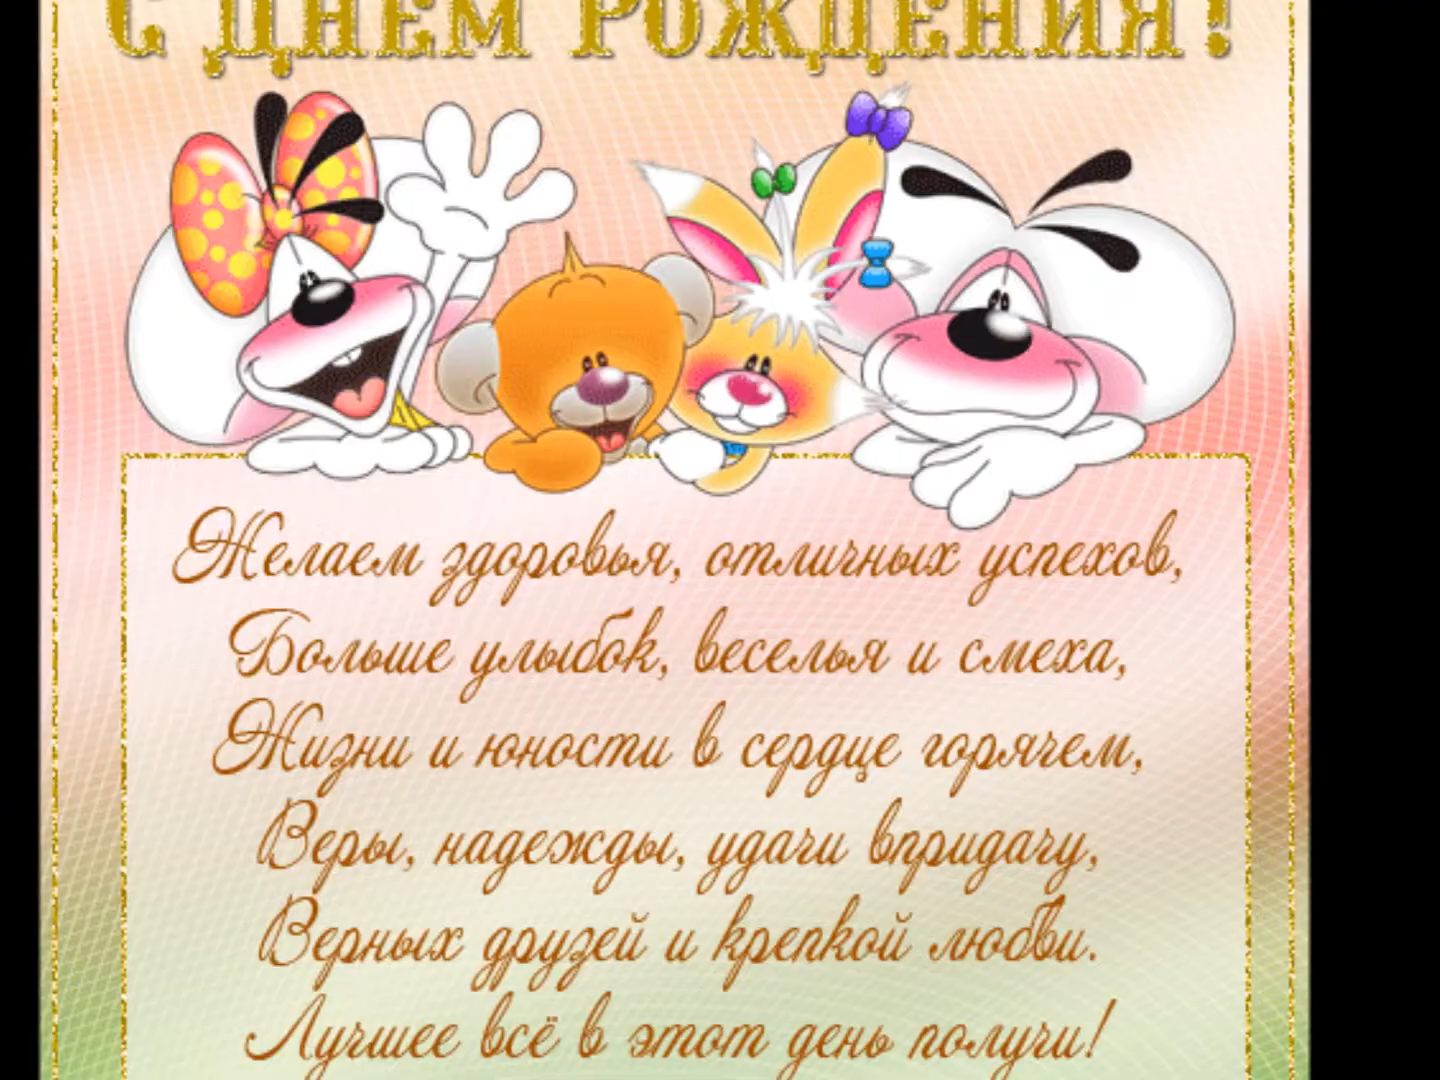 С Днем Рождения!
Желаем здоровья, отличных успехов,
Больше улыбок, веселья и смеха,
Жизни и юности в сердце горячем,
Веры, надежды, удачи впридачу,
Верных друзей и крепкой любви.
Лучшее всё в этот день получи!